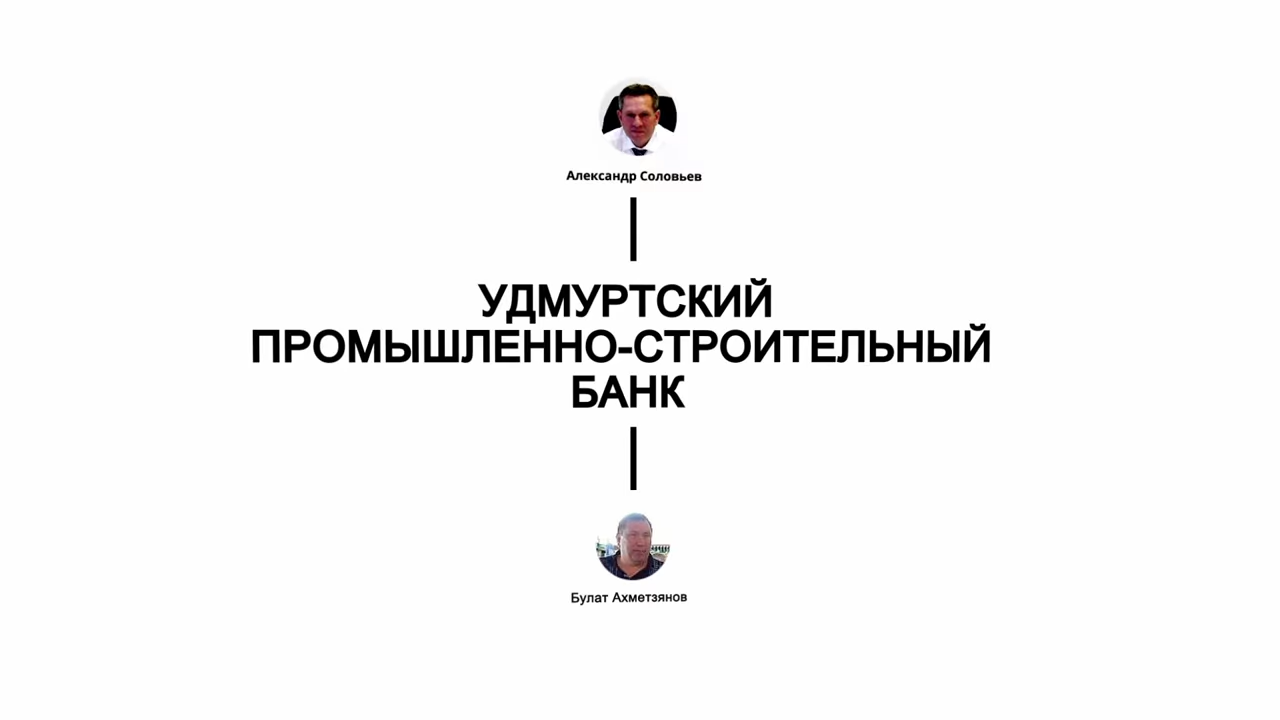 Александр Соловьев
УДМУРТСКИЙ
ПРОМЫШЛЕННО-СТРОИТЕЛЬНЫЙ
БАНК
Булат Ахметзянов